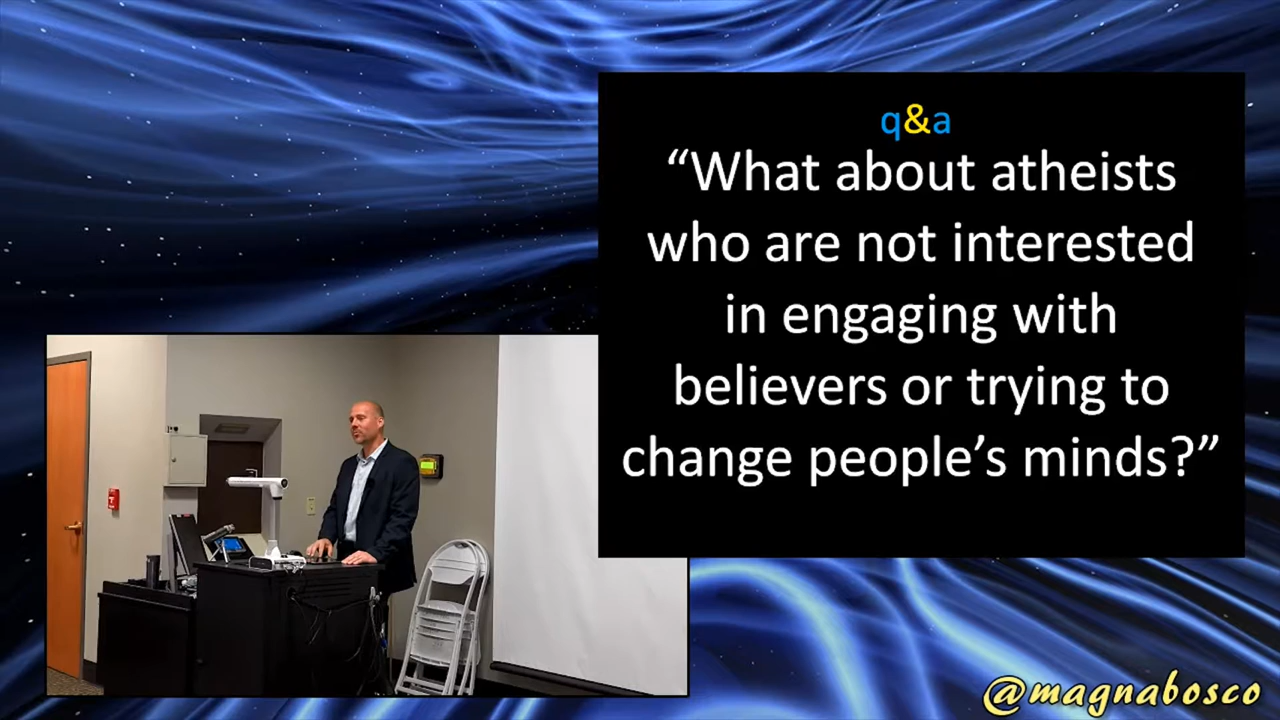 q&a
“What about atheists
who are not interested
in engaging with
believers or trying to
change people’s minds?”
@magnabosco